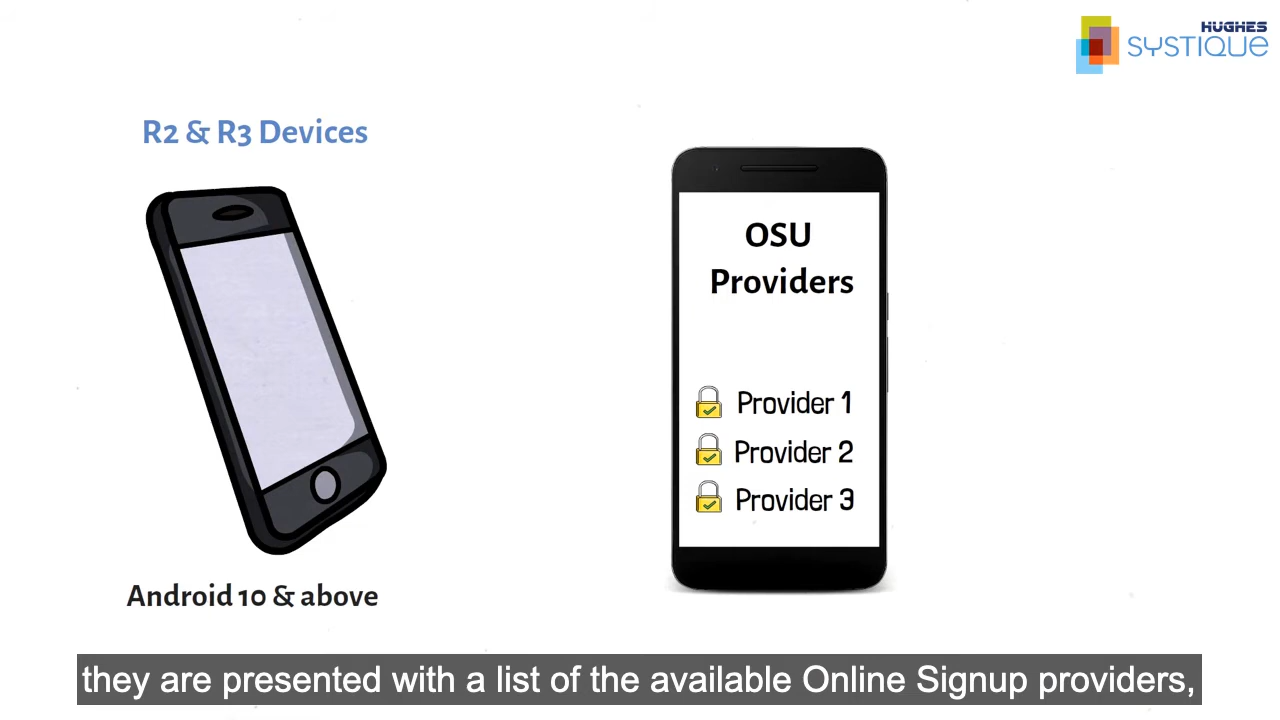 HUGHES
SYSTIQUE
R2 & R3 Devices
OSU
Providers
Provider 1
Provider 2
Provider 3
Android 10 & above
they are presented with a list of the available Online Signup providers,